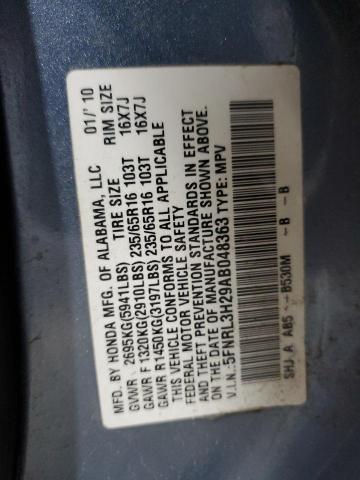 MFD. BY HONDA MFG. OF ALABAMA, LLC 01/'10
TIRE SIZE RIM SIZE
GVWR 2695KG(5941LBS)
GAWR F 1320KG(2910LBS) 235/65R16 103T 16X7J
GAWR R1450KG(3197LBS) 235/65R16 103T 16X7J
THIS VEHICLE CONFORMS TO ALL APPLICABLE
FEDERAL MOTOR VEHICLE SAFETY
AND THEFT PREVENTION STANDARDS IN EFFECT
ON THE DATE OF MANUFACTURE SHOWN ABOVE.
V.I.N.: 5FNRL3H29AB048363 TYPE: MPV
SHJ A AB5 B530M - B - B